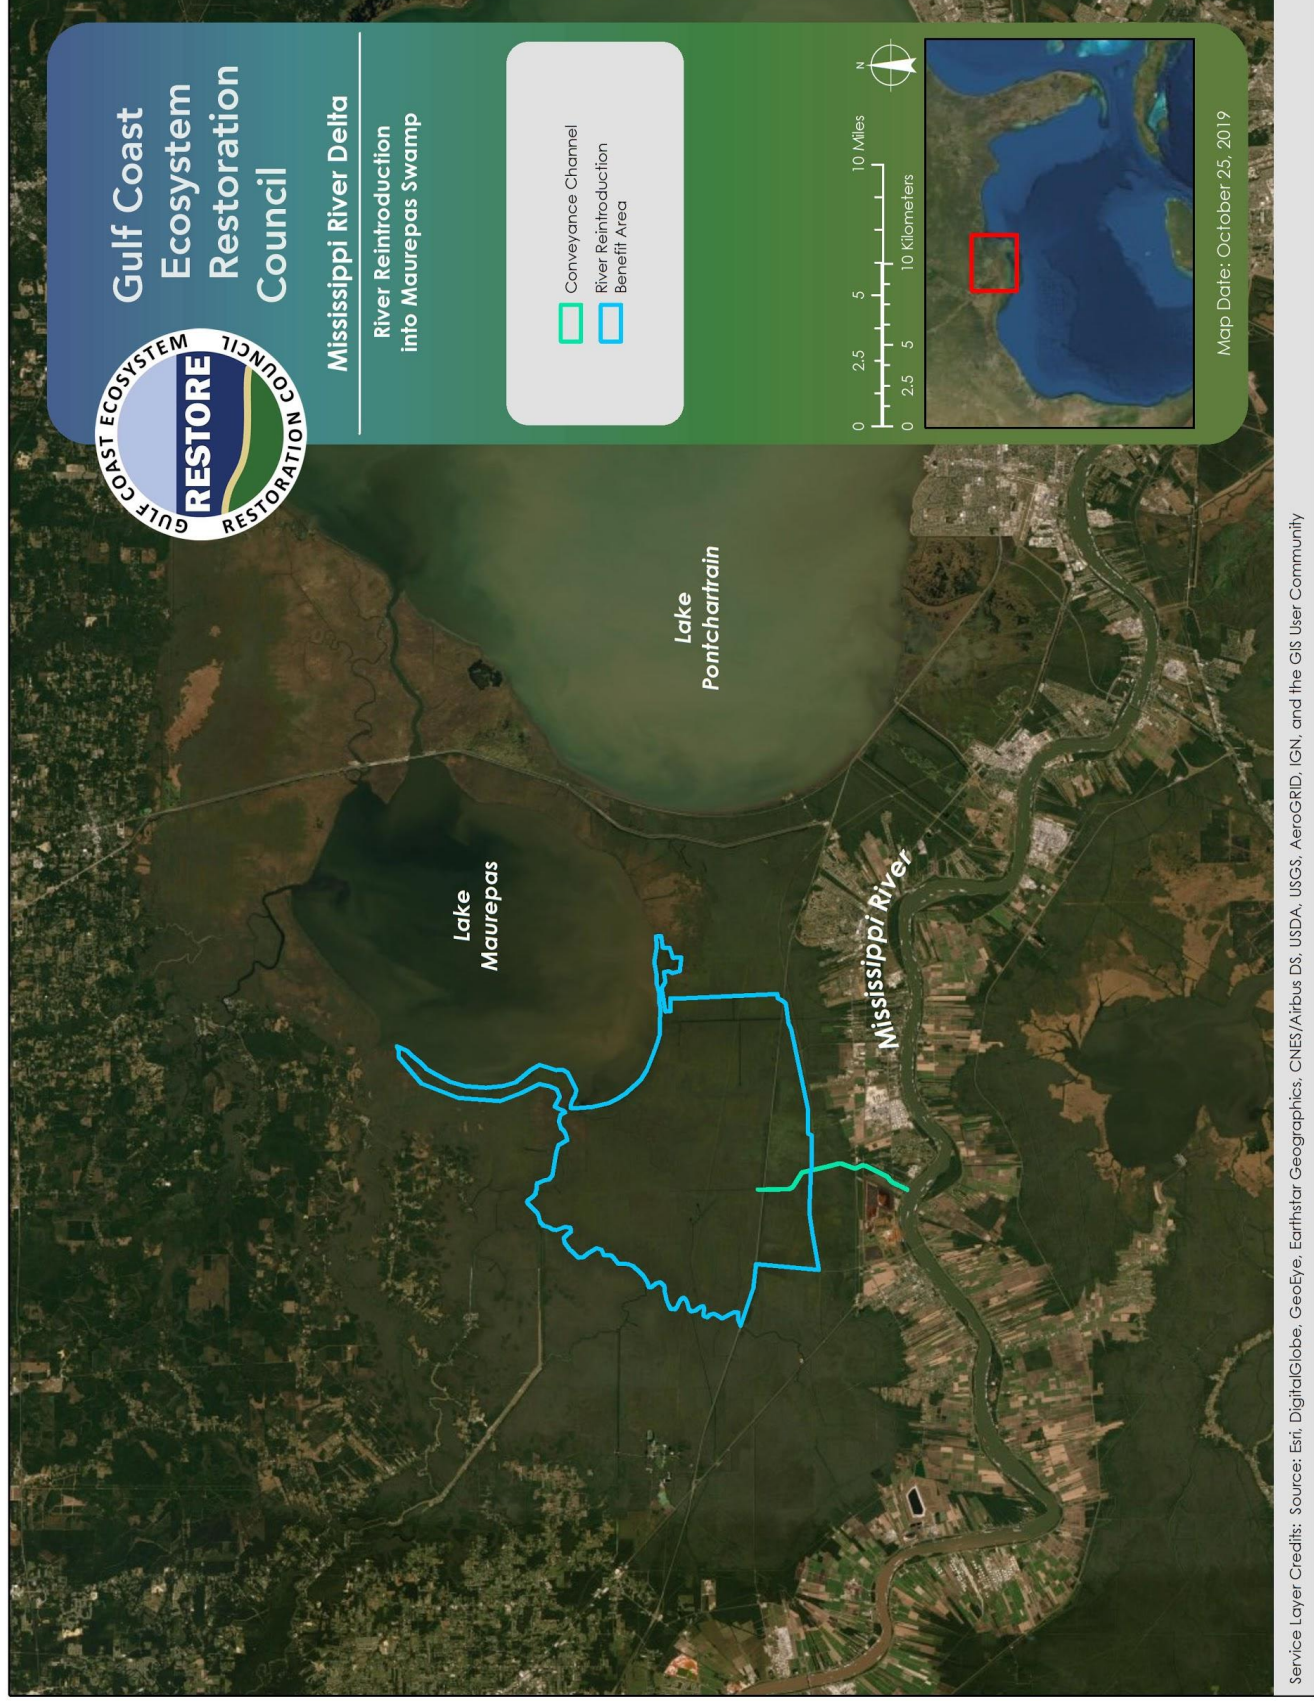 Gulf Coast
Ecosystem
Restoration
Council
GULF COAST ECOSYSTEM
RESTORE
RESTORATION COUNCIL
Mississippi River Delta
River Reintroduction
into Maurepas Swamp
Conveyance Channel
River Reintroduction
Benefit Area
0 2.5 5 10 Miles
0 2.5 5 10 Kilometers
N
Map Date: October 25, 2019
Lake
Maurepas
Lake
Pontchartrain
Mississippi River
Service Layer Credits: Source: Esri, DigitalGlobe, GeoEye, Earthstar Geographics, CNES/Airbus DS, USDA, USGS, AeroGRID, IGN, and the GIS User Community